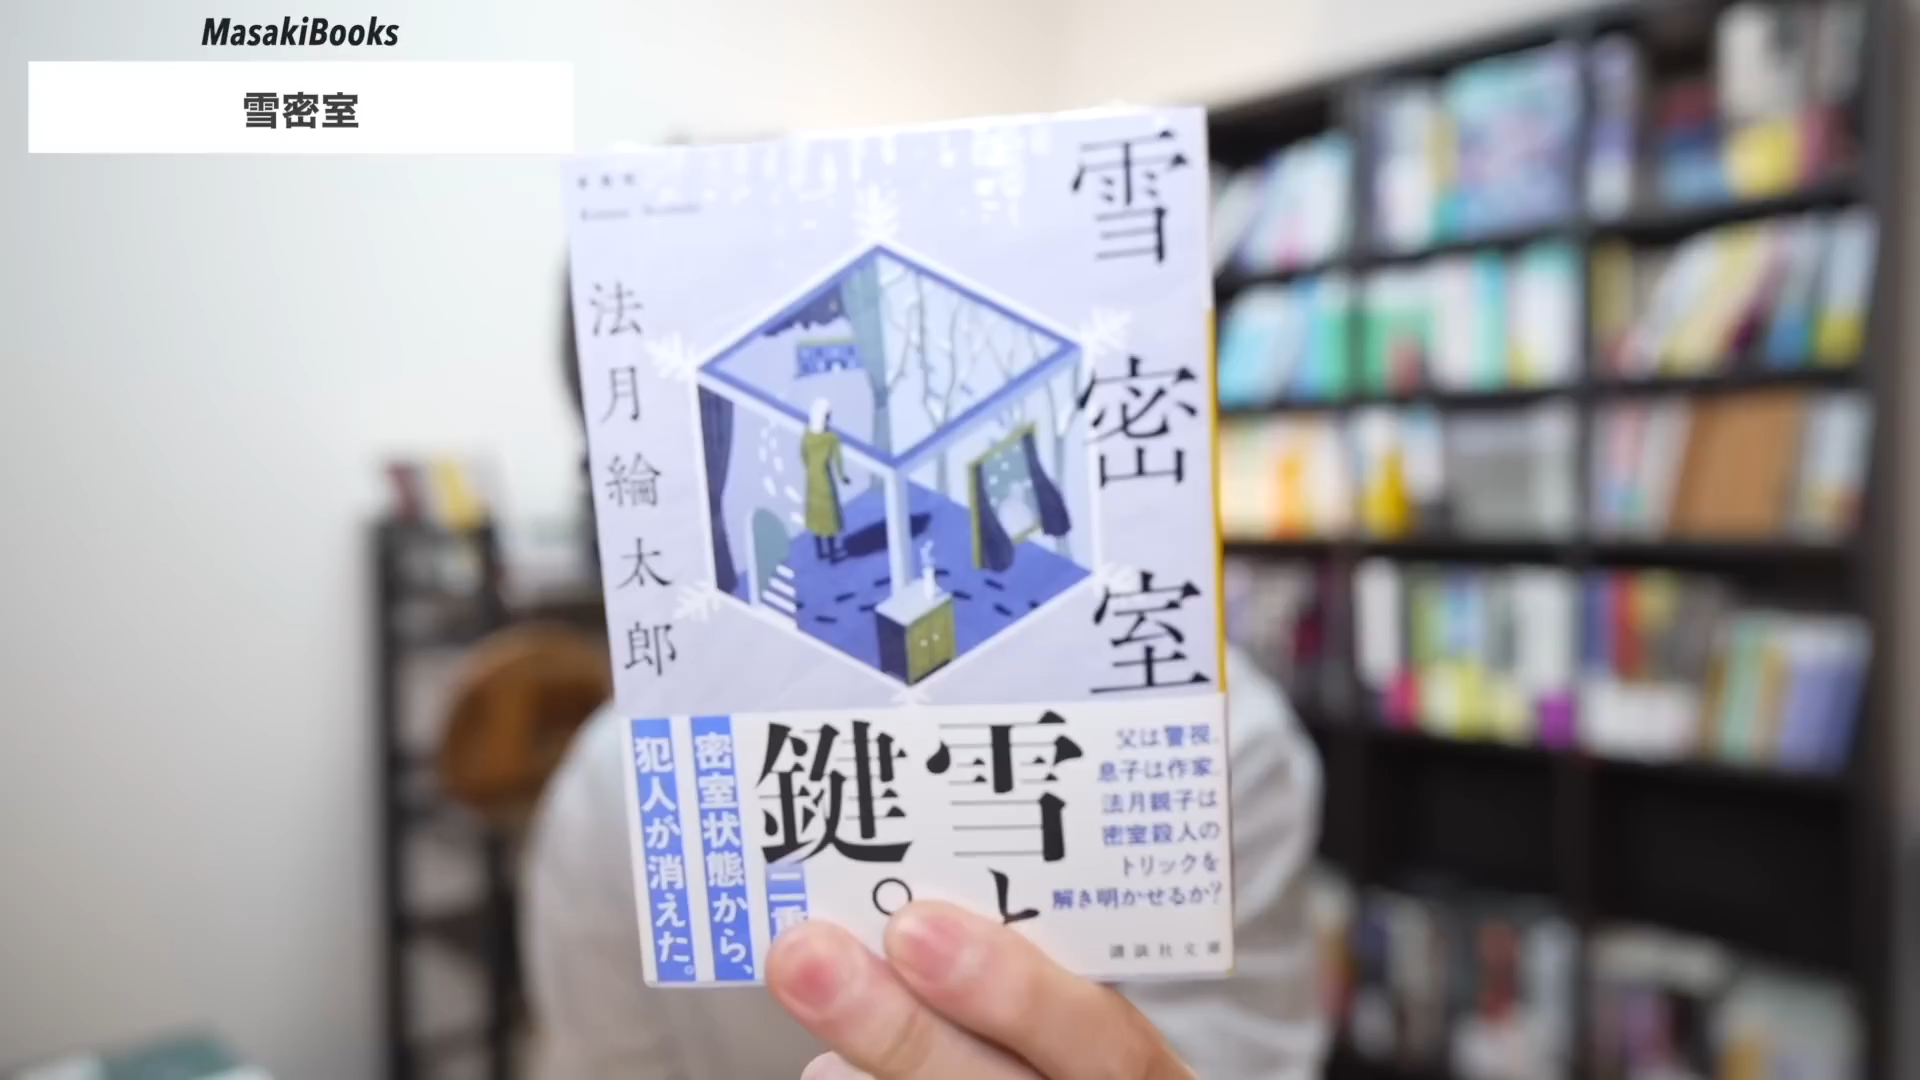 MasakiBooks
雪密室
雪密室
法月綸太郎
雪と
鍵。
父は警視。
息子は作家。
法月親子は
密室殺人の
トリックを
解き明かせるか?
二重
密室状態から、
犯人が消えた。
講談社文庫